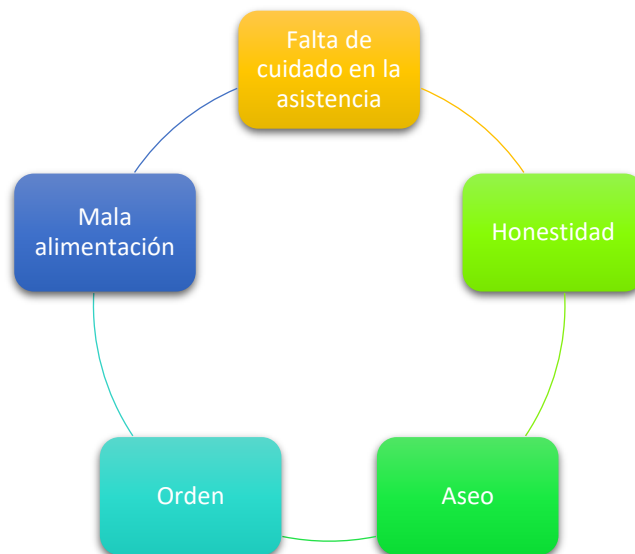 Falta de
cuidado en la
asistencia
Honestidad
Aseo
Orden
Mala
alimentación